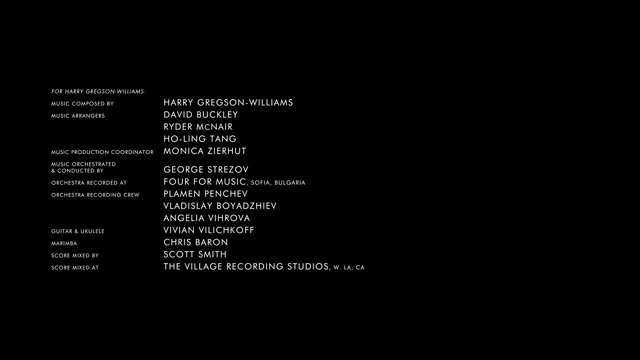 FOR HARRY GREGSON-WILLIAMS:
MUSIC COMPOSED BY HARRY GREGSON-WILLIAMS
MUSIC ARRANGERS DAVID BUCKLEY
RYDER McNAIR
HO-LING TANG
MUSIC PRODUCTION COORDINATOR MONICA ZIERHUT
MUSIC ORCHESTRATED
& CONDUCTED BY GEORGE STREZOV
ORCHESTRA RECORDED AT FOUR FOR MUSIC, SOFIA, BULGARIA
ORCHESTRA RECORDING CREW PLAMEN PENCHEV
VLADISLAV BOYADZHIEV
ANGELIA VIHROVA
GUITAR & UKULELE VIVIAN VILICHKOFF
MARIMBA CHRIS BARON
SCORE MIXED BY SCOTT SMITH
SCORE MIXED AT THE VILLAGE RECORDING STUDIOS, W. LA, CA